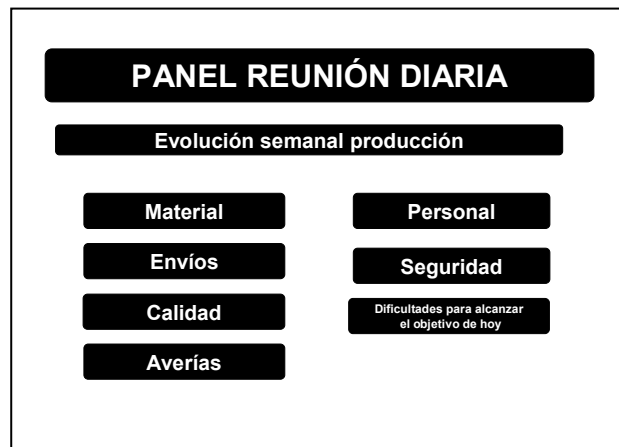 PANEL REUNIÓN DIARIA
Evolución semanal producción
Material
Envíos
Calidad
Averías
Personal
Seguridad
Dificultades para alcanzar
el objetivo de hoy